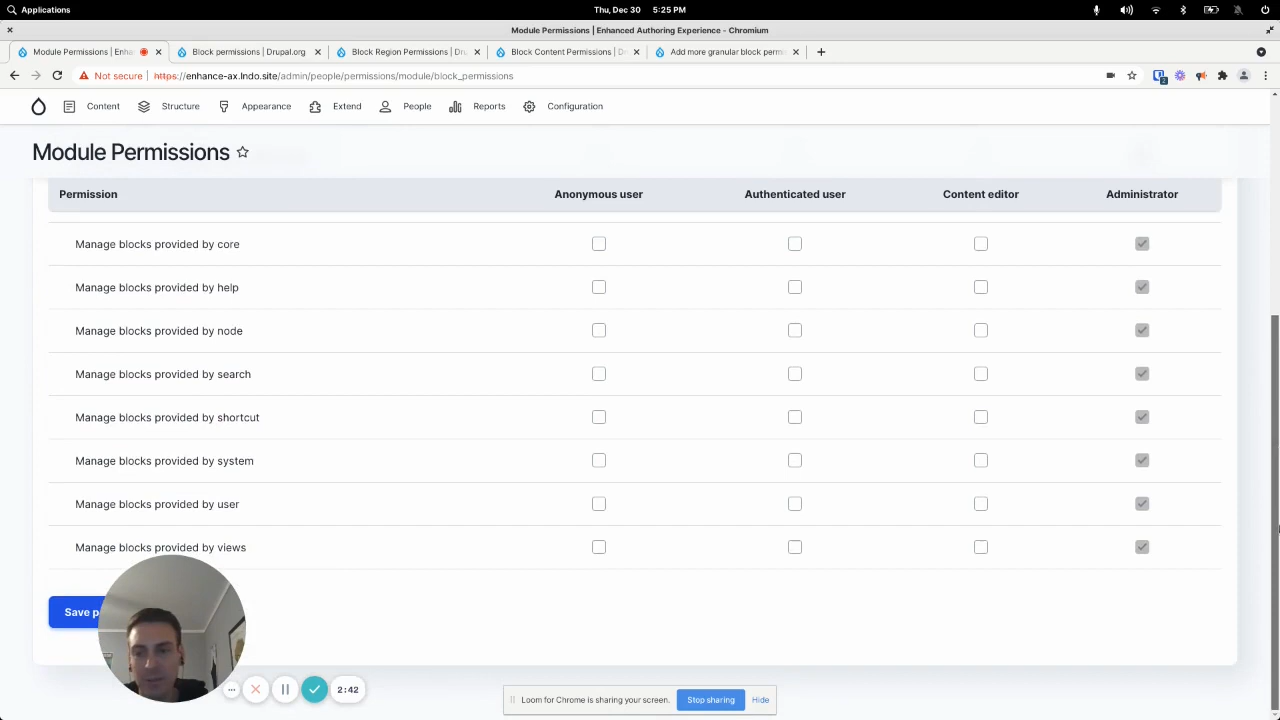 Applications
Thu, Dec 30 5:25 PM
Module Permissions | Enhanced Authoring Experience - Chromium
Module Permissions | Enha
Block permissions | Drupal.org
Block Region Permissions | Dru
Block Content Permissions | D
Add more granular block permis
Not secure | https://enhance-ax.lndo.site/admin/people/permissions/module/block_permissions
Content Structure Appearance Extend People Reports Configuration
Module Permissions
Permission Anonymous user Authenticated user Content editor Administrator
Manage blocks provided by core
Manage blocks provided by help
Manage blocks provided by node
Manage blocks provided by search
Manage blocks provided by shortcut
Manage blocks provided by system
Manage blocks provided by user
Manage blocks provided by views
Save p
2:42
Loom for Chrome is sharing your screen. Stop sharing Hide